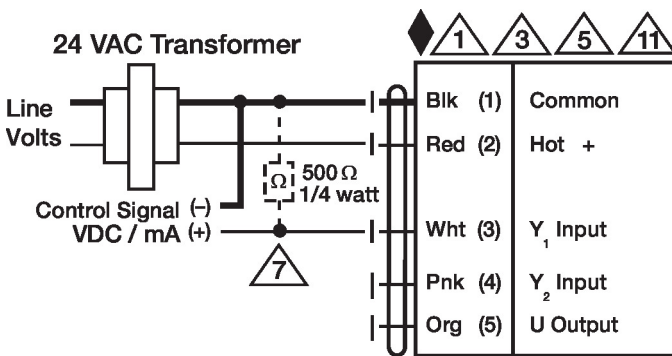 24 VAC Transformer
1 3 5 11
Line
Volts
Blk (1) Common
Red (2) Hot +
Ω 500 Ω
1/4 watt
Control Signal (–)
VDC / mA (+)
Wht (3) Y1 Input
7
Pnk (4) Y2 Input
Org (5) U Output